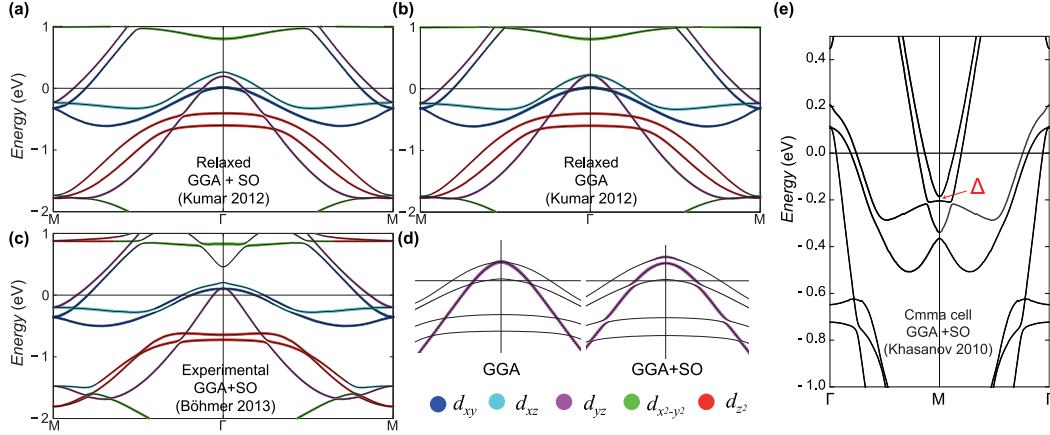 (a)
1
0
−1
−2
Energy (eV)
Relaxed
GGA + SO
(Kumar 2012)
M
Γ
M
(b)
1
0
−1
−2
Relaxed
GGA
(Kumar 2012)
M
Γ
M
(c)
1
0
−1
−2
Energy (eV)
Experimental
GGA+SO
(Böhmer 2013)
M
Γ
M
(d)
GGA
GGA+SO
dxy
dxz
dyz
dx²-y²
dz²
(e)
0.4
0.2
0.0
- 0.2
- 0.4
- 0.6
- 0.8
- 1.0
Energy (eV)
Δ
Cmma cell
GGA +SO
(Khasanov 2010)
Γ
M
Γ